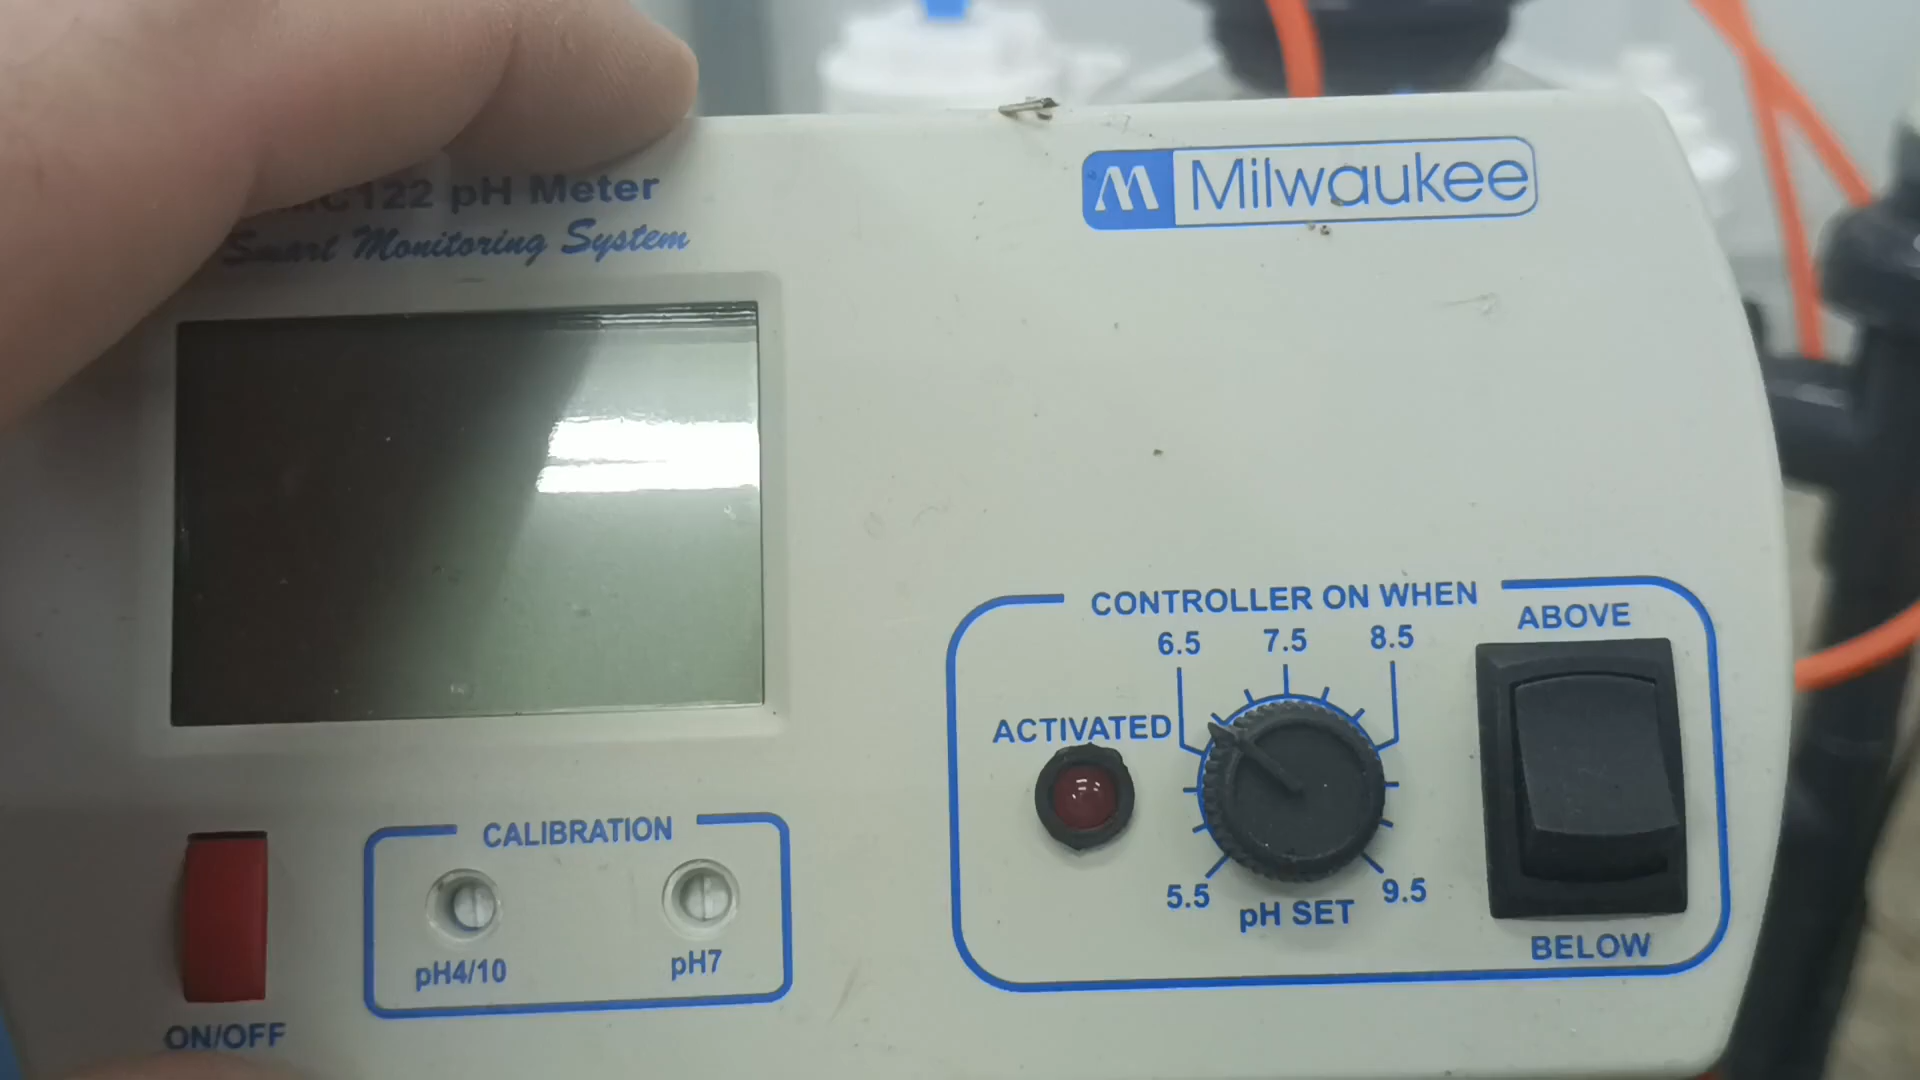 Milwaukee
pH Meter
Smart Monitoring System
CONTROLLER ON WHEN
ABOVE
6.5 7.5 8.5
ACTIVATED
5.5 9.5
pH SET
BELOW
CALIBRATION
pH4/10 pH7
ON/OFF